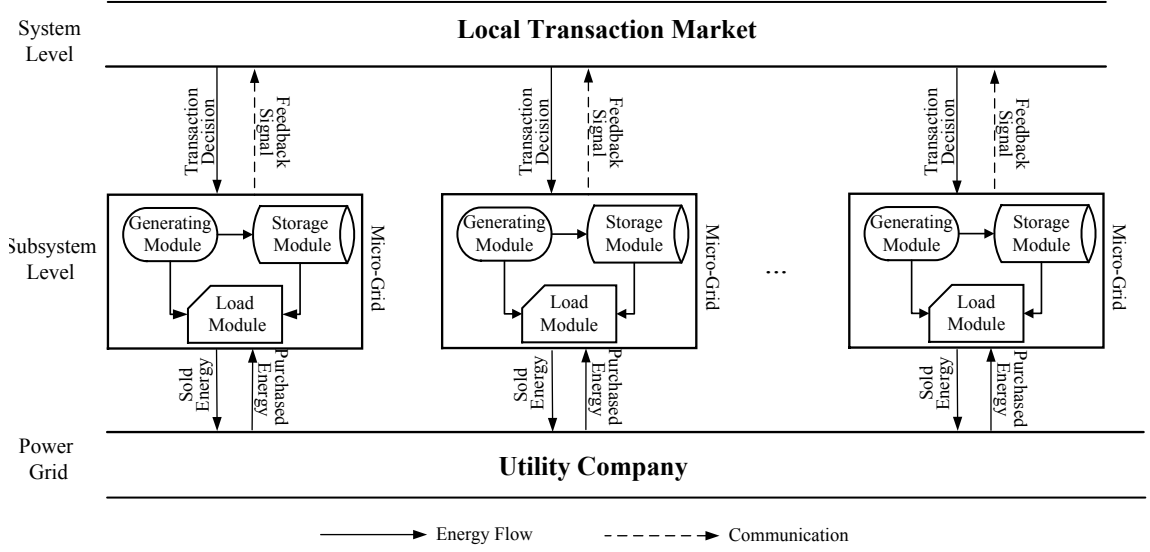 System
Level
Local Transaction Market
Transaction
Decision
Feedback
Signal
Transaction
Decision
Feedback
Signal
Transaction
Decision
Feedback
Signal
Subsystem
Level
Generating
Module
Storage
Module
Load
Module
Micro-Grid
Generating
Module
Storage
Module
Load
Module
Micro-Grid
...
Generating
Module
Storage
Module
Load
Module
Micro-Grid
Sold
Energy
Purchased
Energy
Sold
Energy
Purchased
Energy
Sold
Energy
Purchased
Energy
Power
Grid
Utility Company
Energy Flow
Communication